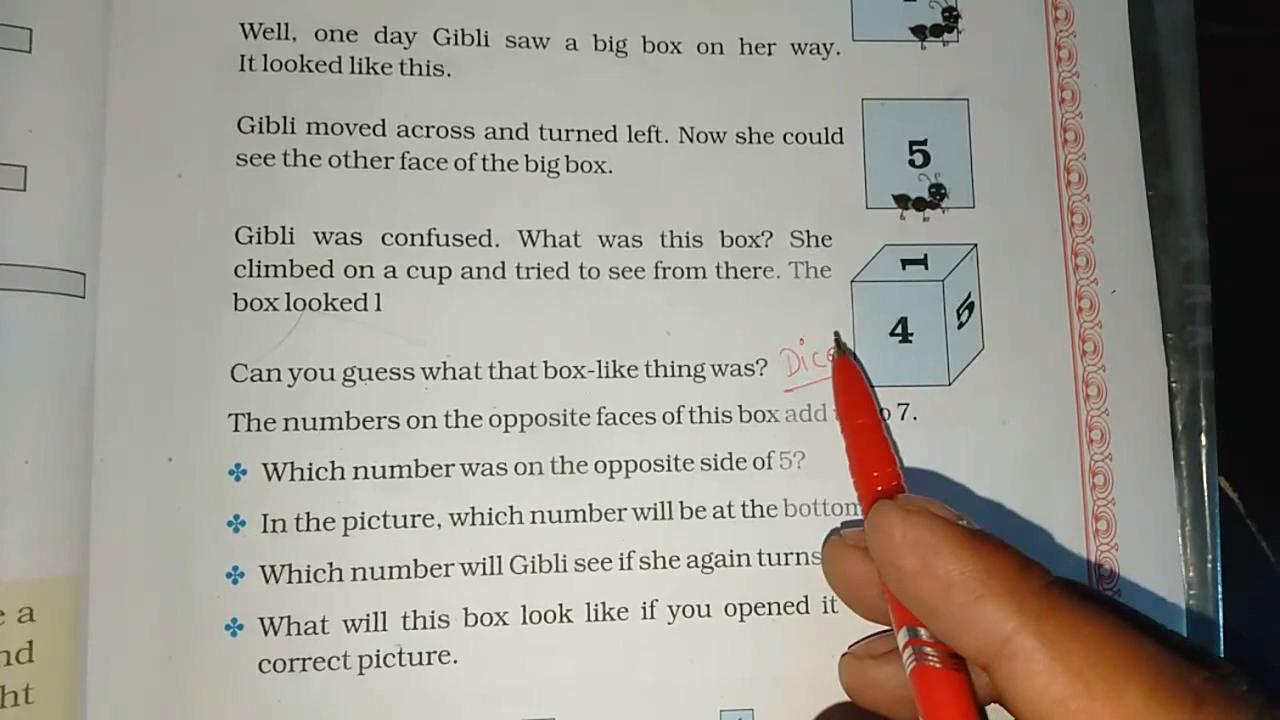 Well, one day Gibli saw a big box on her way.
It looked like this.
Gibli moved across and turned left. Now she could
see the other face of the big box.
5
Gibli was confused. What was this box? She
climbed on a cup and tried to see from there. The
box looked
1
4
5
Can you guess what that box-like thing was? Dice
The numbers on the opposite faces of this box add 7.
Which number was on the opposite side of 5?
In the picture, which number will be at the
Which number will Gibli see if she again turns
What will this box look like if you opened it
correct picture.
a